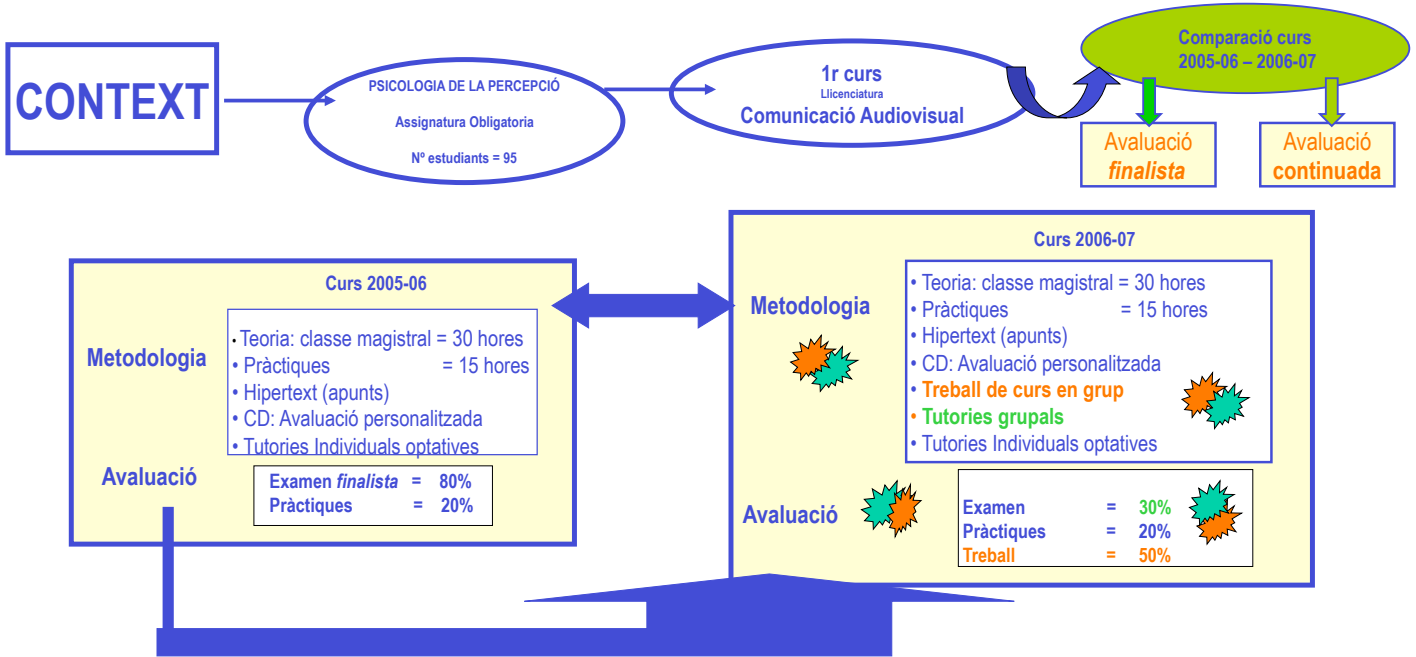 CONTEXT
PSICOLOGIA DE LA PERCEPCIÓ
Assignatura Obligatoria
Nº estudiants = 95
1r curs
Llicenciatura
Comunicació Audiovisual
Comparació curs
2005-06 – 2006-07
Avaluació
finalista
Avaluació
continuada
Curs 2005-06
Metodologia
• Teoria: classe magistral = 30 hores
• Pràctiques = 15 hores
• Hipertext (apunts)
• CD: Avaluació personalitzada
• Tutories Individuals optatives
Avaluació
Examen finalista = 80%
Pràctiques = 20%
Curs 2006-07
Metodologia
• Teoria: classe magistral = 30 hores
• Pràctiques = 15 hores
• Hipertext (apunts)
• CD: Avaluació personalitzada
• Treball de curs en grup
• Tutories grupals
• Tutories Individuals optatives
Avaluació
Examen = 30%
Pràctiques = 20%
Treball = 50%